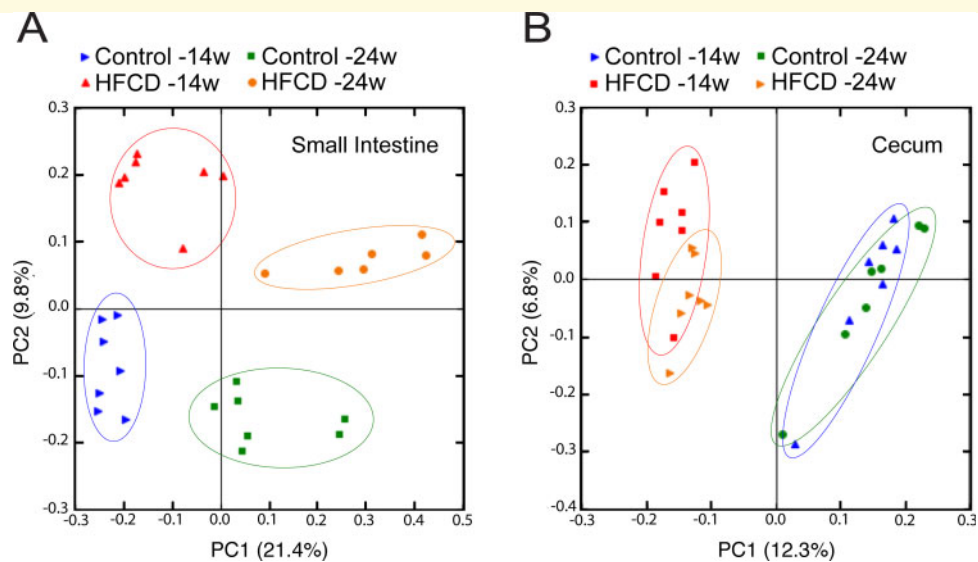 A
B
Control -14w Control -24w
HFCD -14w HFCD -24w
Control -14w Control -24w
HFCD -14w HFCD -24w
Small Intestine
0.3
0.2
0.1
0.0
-0.1
-0.2
-0.3
PC2 (9.8%)
-0.3 -0.2 -0.1 0.0 0.1 0.2 0.3 0.4 0.5
PC1 (21.4%)
Cecum
0.3
0.2
0.1
0.0
-0.1
-0.2
-0.3
-0.4
PC2 (6.8%)
-0.3 -0.2 -0.1 0.0 0.1 0.2 0.3
PC1 (12.3%)